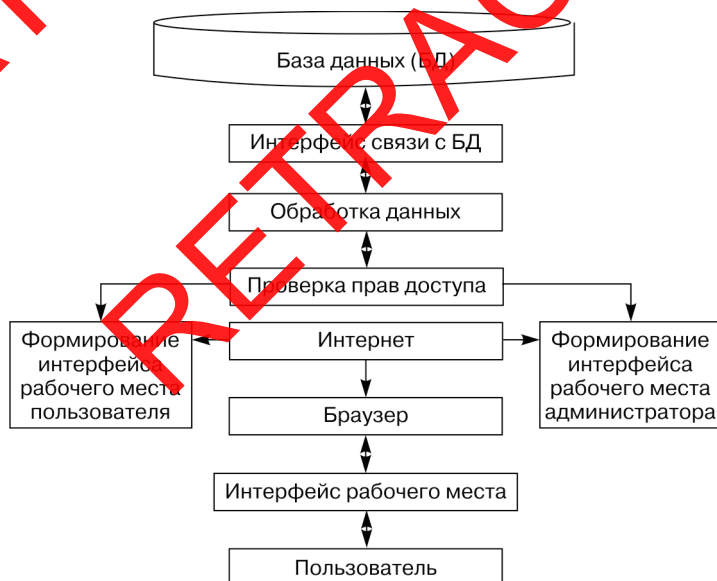 База данных (БД)
Интерфейс связи с БД
Обработка данных
Проверка прав доступа
Формирование
интерфейса
рабочего места
пользователя
Интернет
Формирование
интерфейса
рабочего места
администратора
Браузер
Интерфейс рабочего места
Пользователь
RETRAC